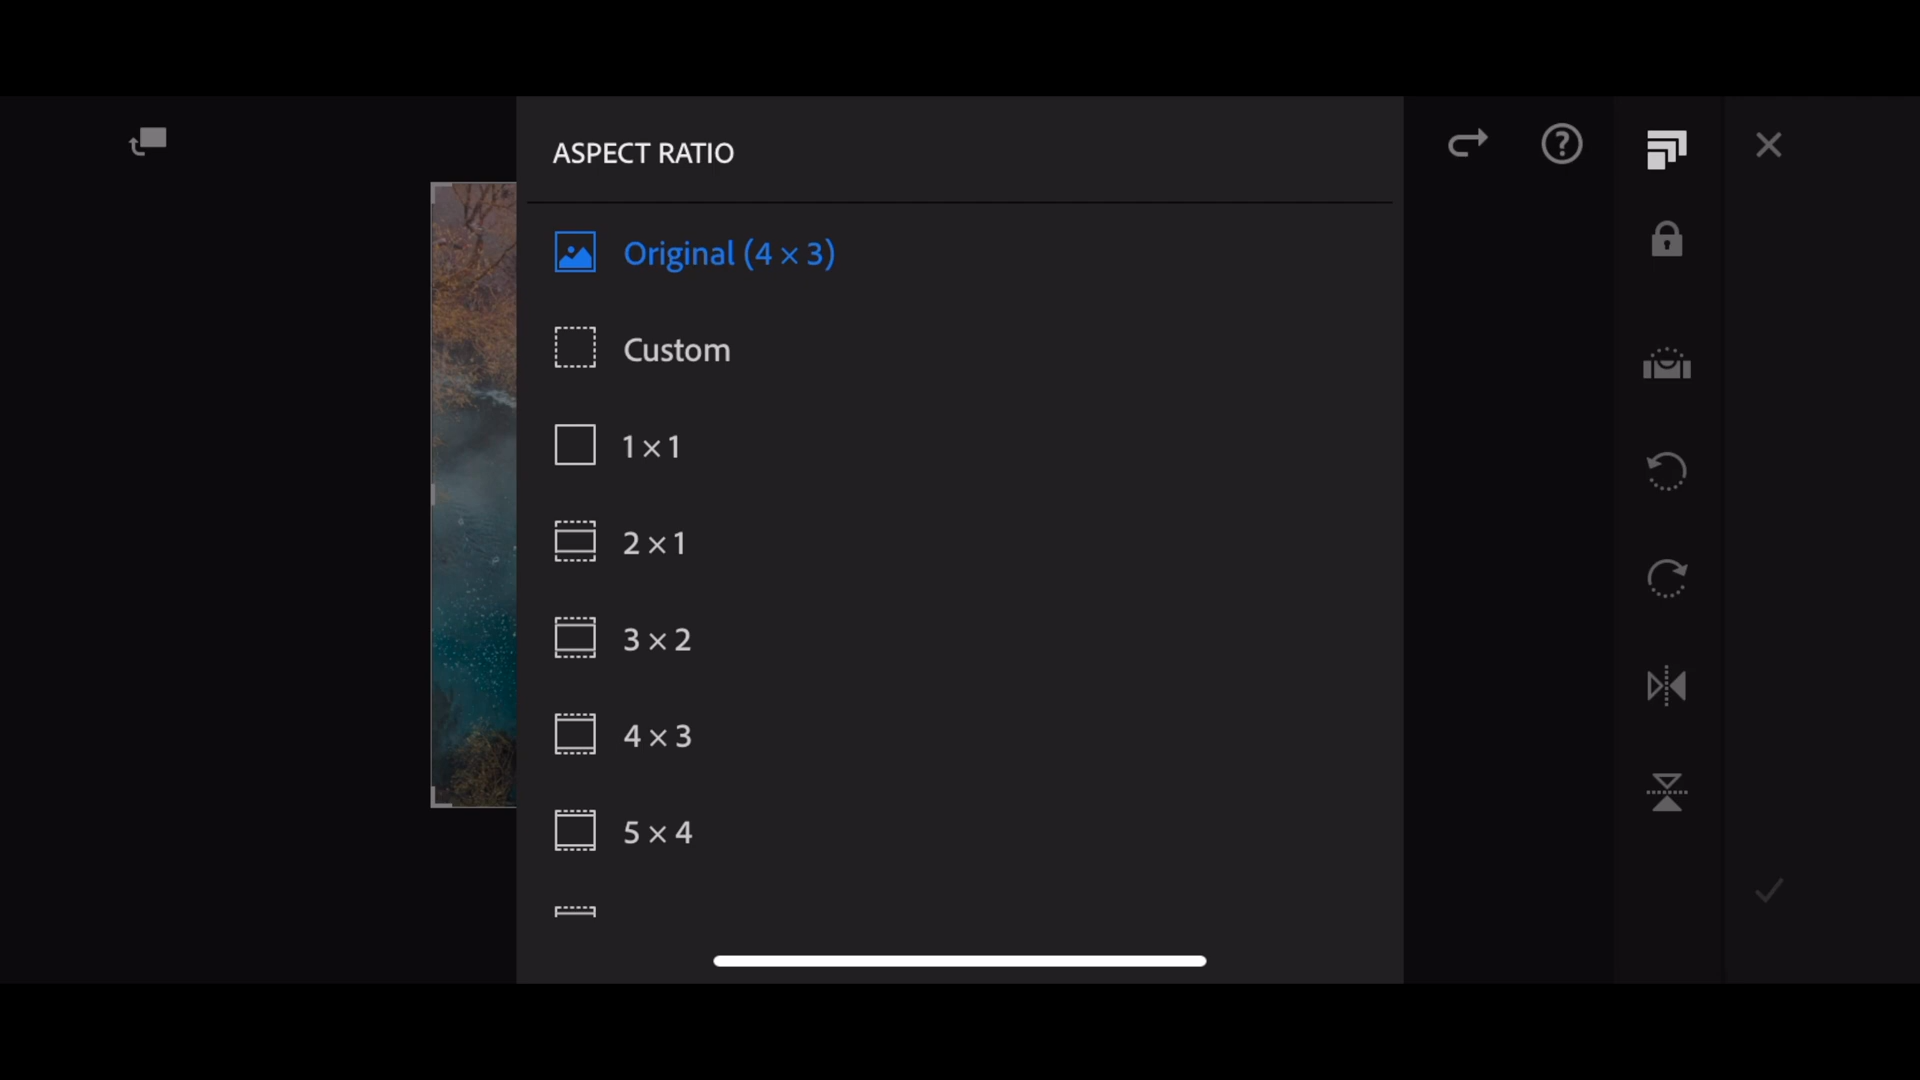 ASPECT RATIO
Original (4 × 3)
Custom
1 × 1
2 × 1
3 × 2
4 × 3
5 × 4